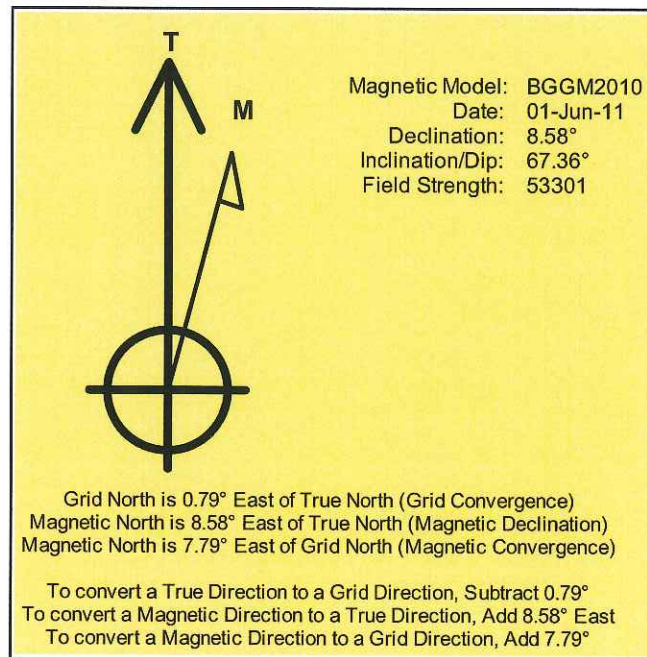 T
M
Magnetic Model: BGGM2010
Date: 01-Jun-11
Declination: 8.58°
Inclination/Dip: 67.36°
Field Strength: 53301
Grid North is 0.79° East of True North (Grid Convergence)
Magnetic North is 8.58° East of True North (Magnetic Declination)
Magnetic North is 7.79° East of Grid North (Magnetic Convergence)
To convert a True Direction to a Grid Direction, Subtract 0.79°
To convert a Magnetic Direction to a True Direction, Add 8.58° East
To convert a Magnetic Direction to a Grid Direction, Add 7.79°